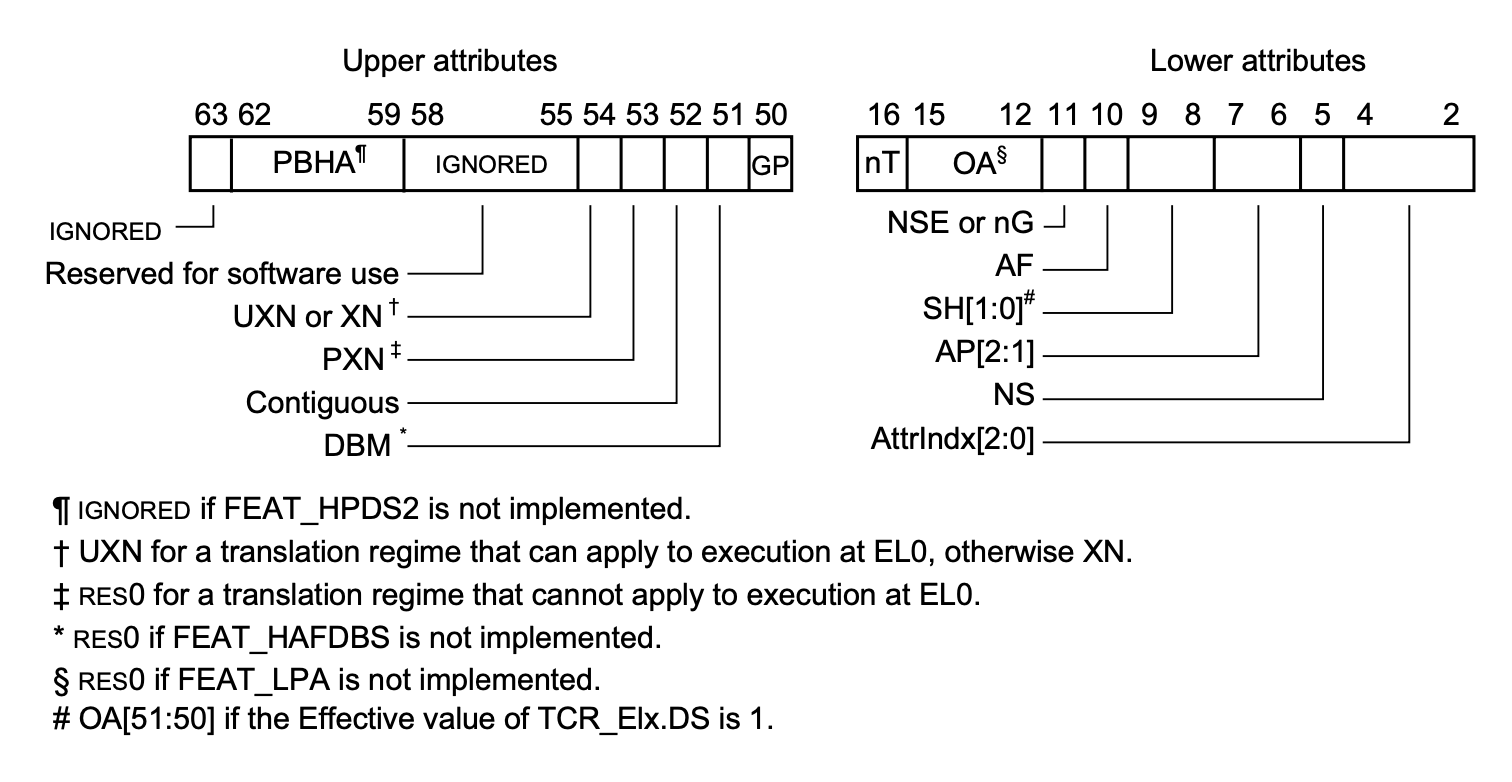 Upper attributes
Lower attributes
63 62 59 58 55 54 53 52 51 50
16 15 12 11 10 9 8 7 6 5 4 2
PBHA¶ IGNORED GP
nT OA§
IGNORED
Reserved for software use
UXN or XN †
PXN ‡
Contiguous
DBM *
NSE or nG
AF
SH[1:0]#
AP[2:1]
NS
AttrIndx[2:0]
¶ IGNORED if FEAT_HPDS2 is not implemented.
† UXN for a translation regime that can apply to execution at EL0, otherwise XN.
‡ RES0 for a translation regime that cannot apply to execution at EL0.
* RES0 if FEAT_HAFDBS is not implemented.
§ RES0 if FEAT_LPA is not implemented.
# OA[51:50] if the Effective value of TCR_Elx.DS is 1.